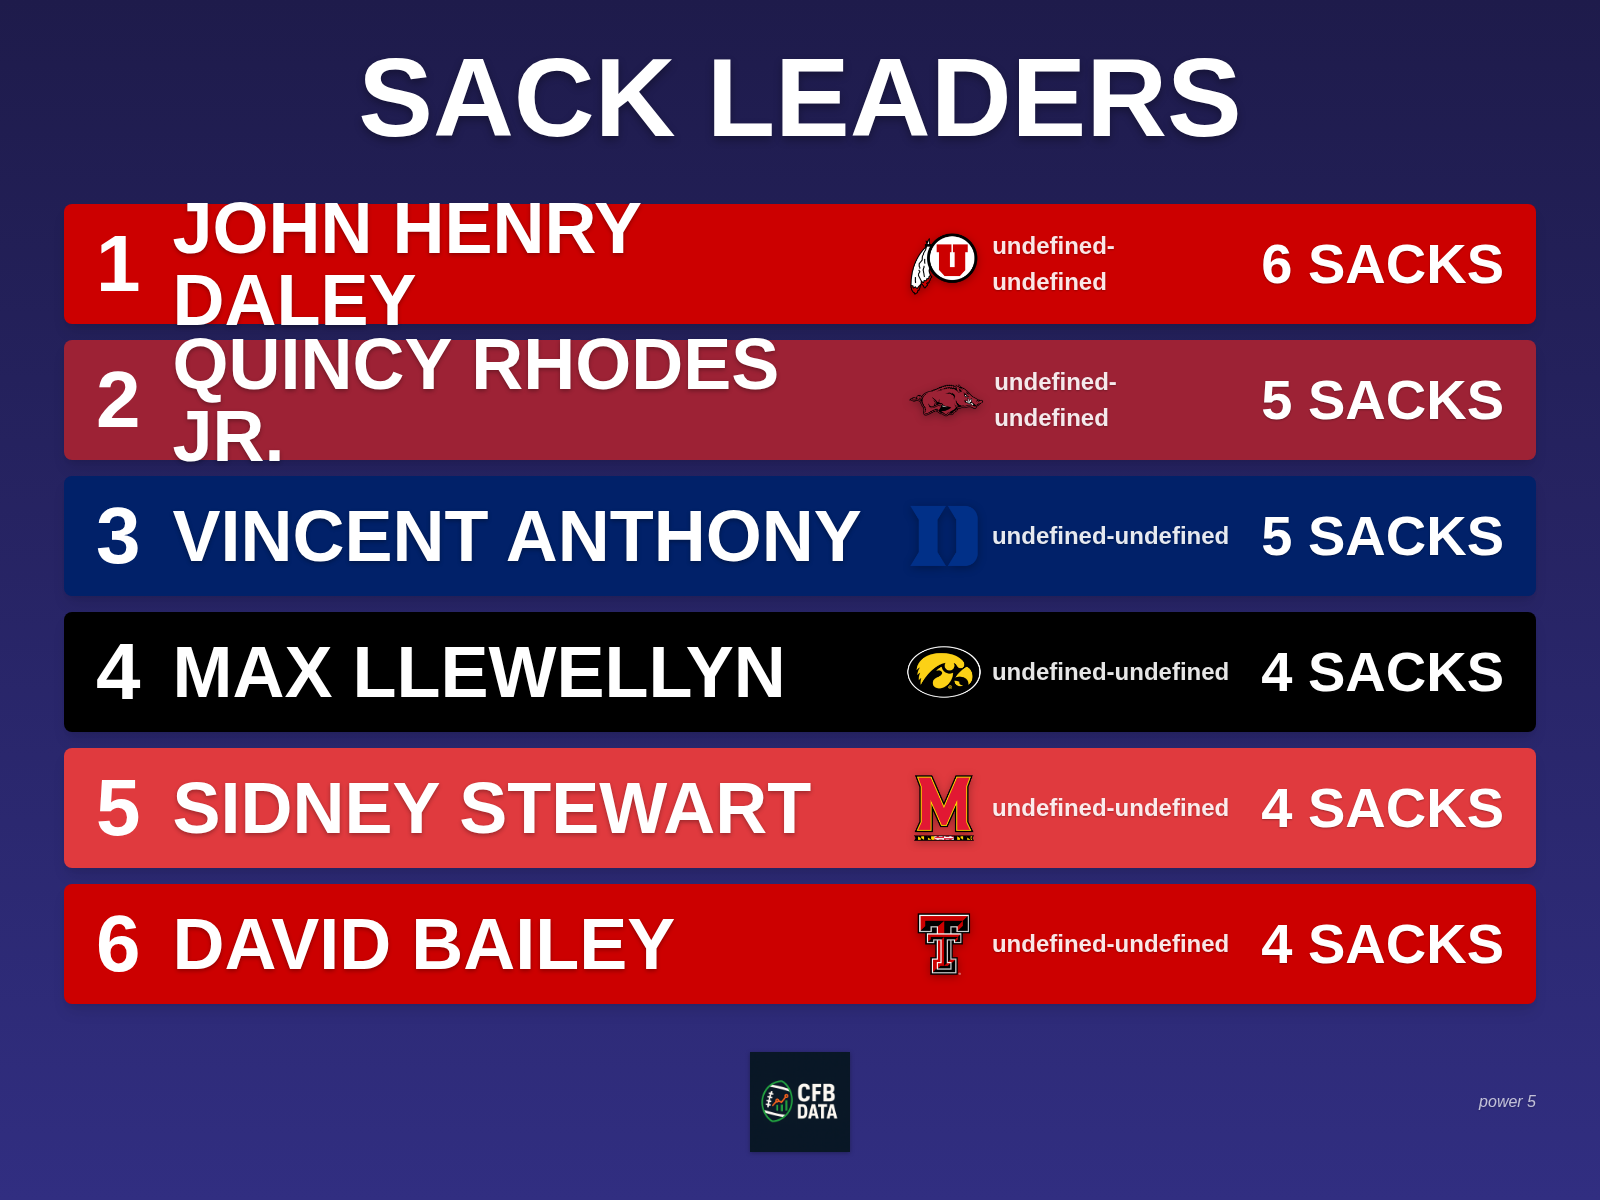 SACK LEADERS
1
JOHN HENRY
DALEY
U
undefined-
undefined
6 SACKS
2
QUINCY RHODES
JR.
undefined-
undefined
5 SACKS
3
VINCENT ANTHONY
D
undefined-undefined
5 SACKS
4
MAX LLEWELLYN
undefined-undefined
4 SACKS
5
SIDNEY STEWART
M
undefined-undefined
4 SACKS
6
DAVID BAILEY
TT
undefined-undefined
4 SACKS
CFB
DATA
power 5